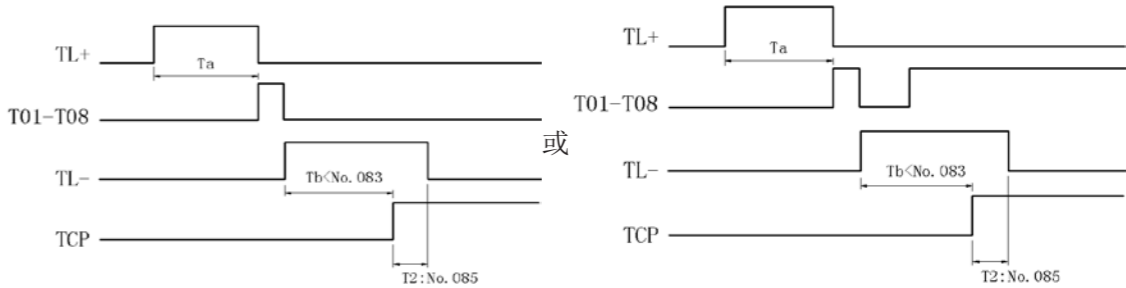 TL+
Ta
T01-T08
TL-
Tb<No. 083
TCP
T2:No. 085
或
TL+
Ta
T01-T08
TL-
Tb<No. 083
TCP
T2:No. 085